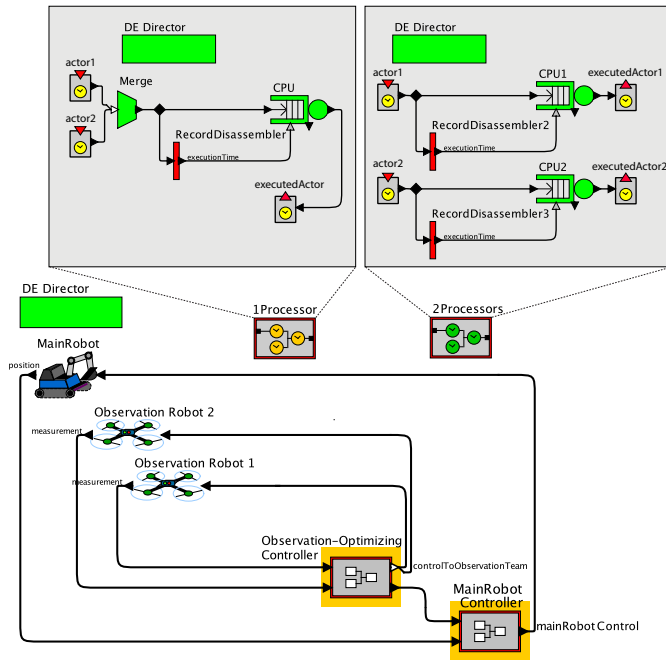 DE Director
actor1
Merge
actor2
CPU
RecordDisassembler
executionTime
executedActor
DE Director
actor1
CPU1
executedActor1
RecordDisassembler2
executionTime
actor2
CPU2
executedActor2
RecordDisassembler3
executionTime
DE Director
1Processor
2Processors
MainRobot
position
Observation Robot 2
measurement
Observation Robot 1
measurement
Observation-Optimizing
Controller
controlToObservationTeam
MainRobot
Controller
mainRobotControl